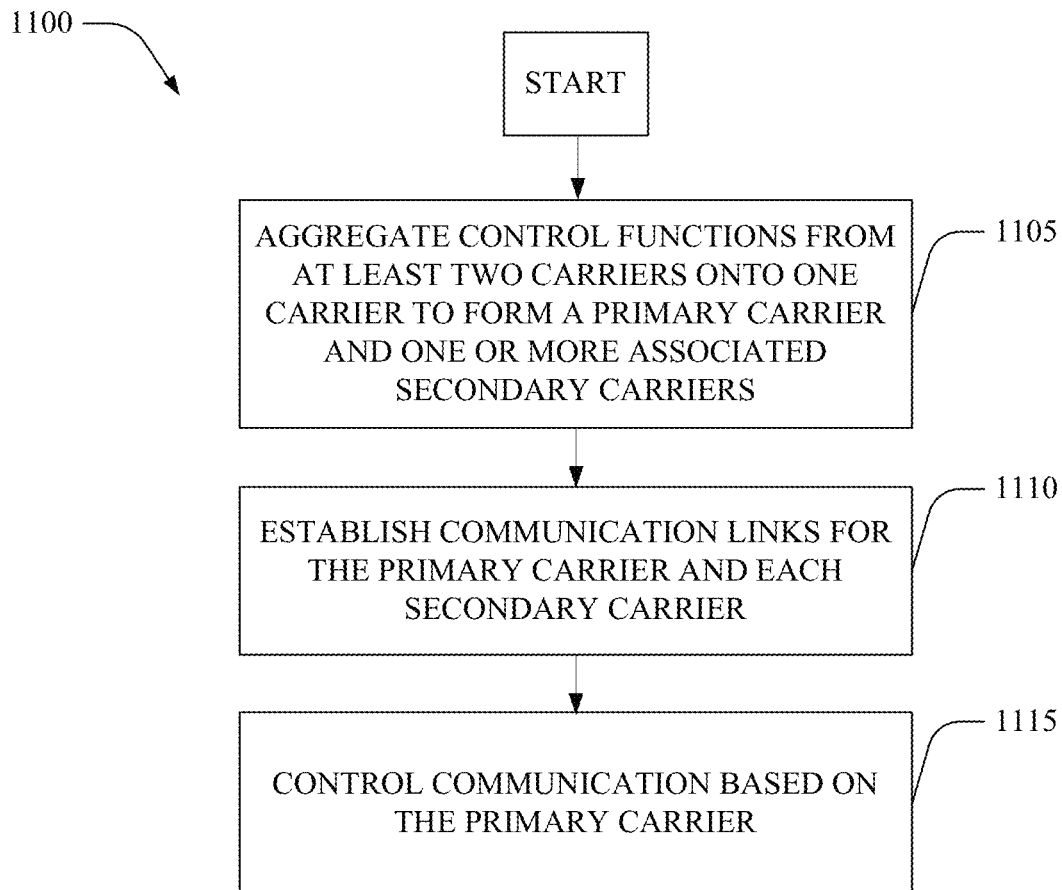 1100
START
AGGREGATE CONTROL FUNCTIONS FROM
AT LEAST TWO CARRIERS ONTO ONE
CARRIER TO FORM A PRIMARY CARRIER
AND ONE OR MORE ASSOCIATED
SECONDARY CARRIERS
1105
ESTABLISH COMMUNICATION LINKS FOR
THE PRIMARY CARRIER AND EACH
SECONDARY CARRIER
1110
CONTROL COMMUNICATION BASED ON
THE PRIMARY CARRIER
1115